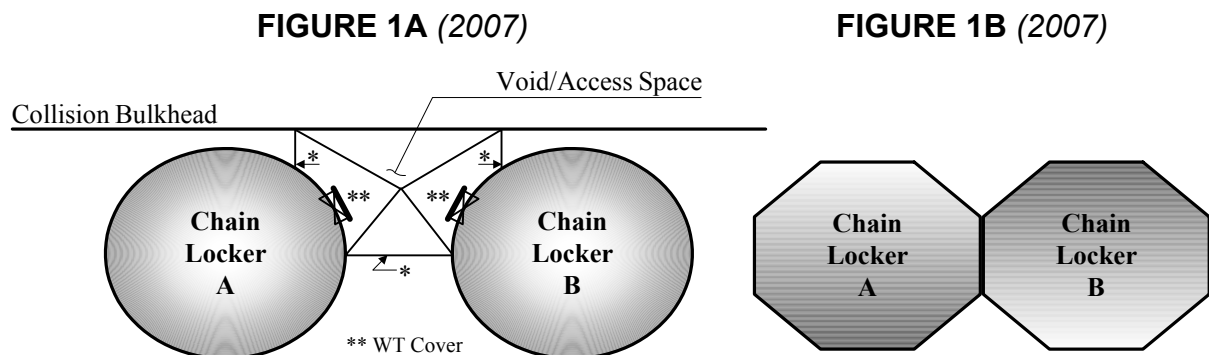 FIGURE 1A (2007)
FIGURE 1B (2007)
Void/Access Space
Collision Bulkhead
*
*
**
**
Chain
Locker
A
Chain
Locker
B
*
** WT Cover
Chain
Locker
A
Chain
Locker
B